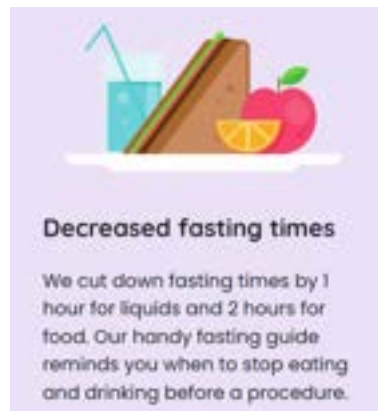 Decreased fasting times
We cut down fasting times by 1
hour for liquids and 2 hours for
food. Our handy fasting guide
reminds you when to stop eating
and drinking before a procedure.